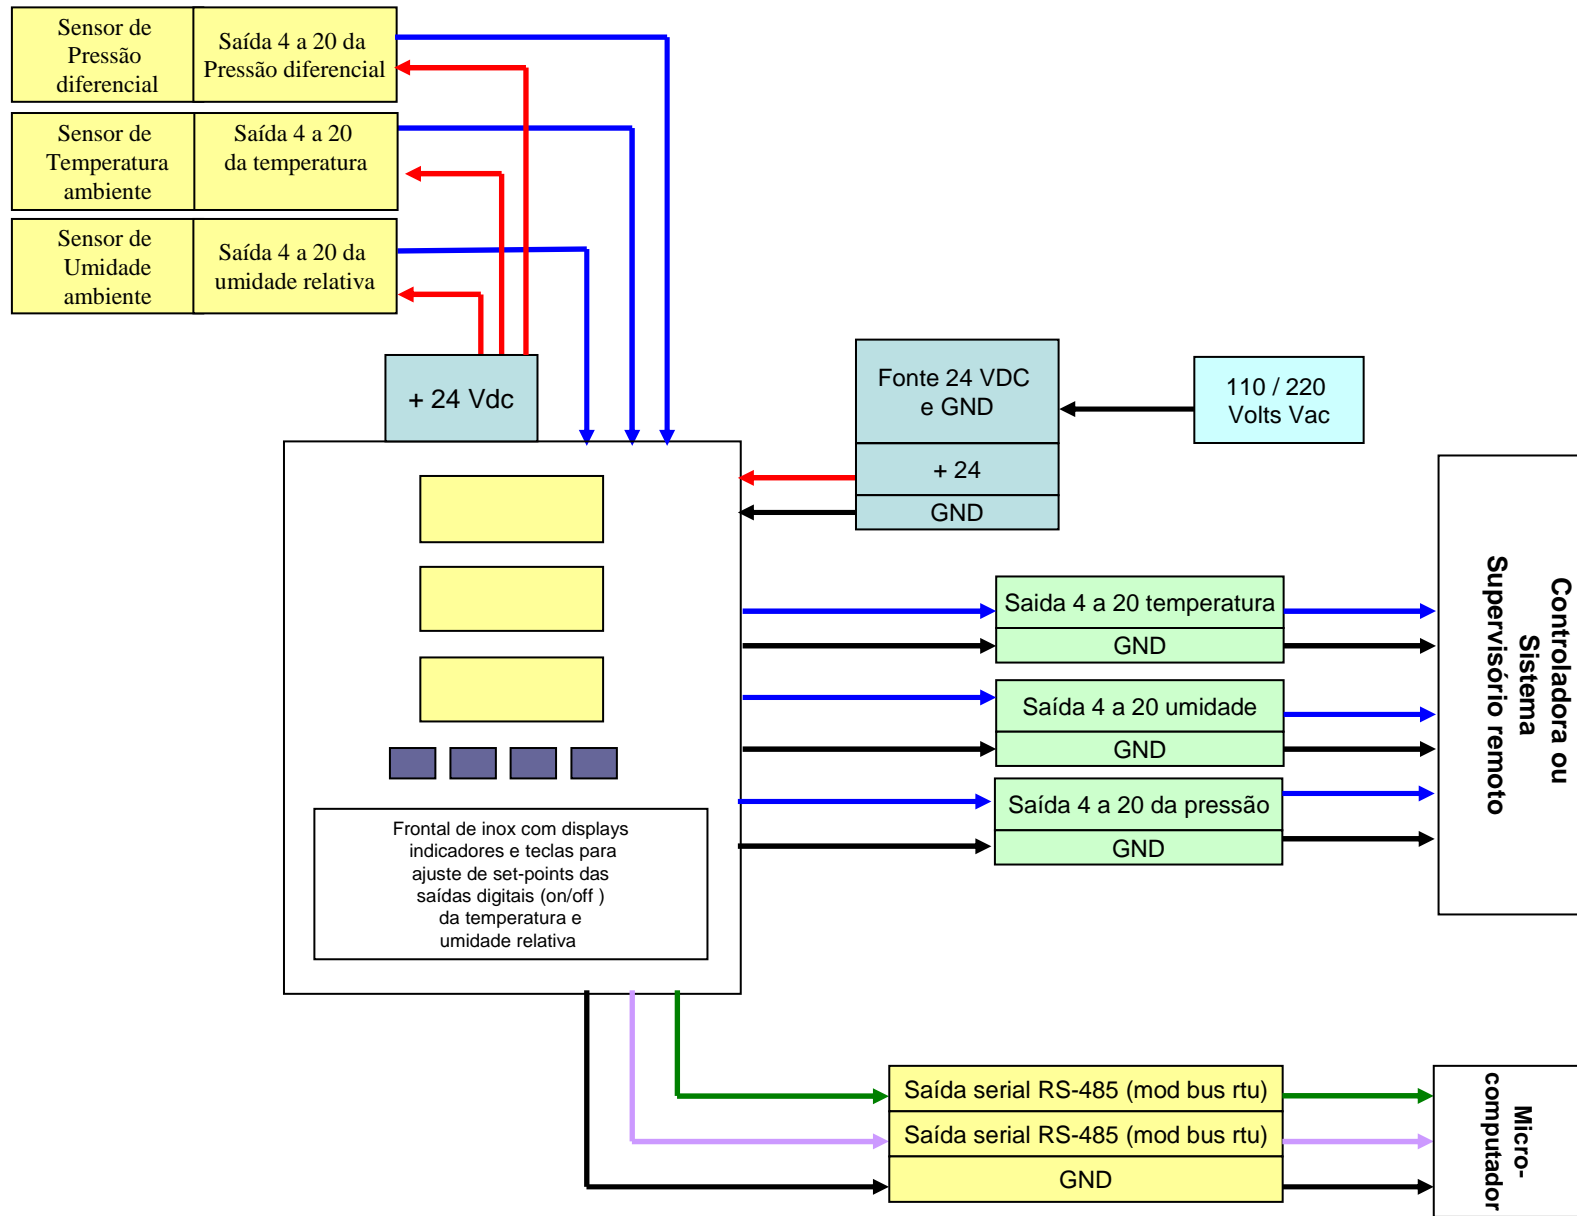 Sensor de
Pressão
diferencial
Saída 4 a 20 da
Pressão diferencial
Sensor de
Temperatura
ambiente
Saída 4 a 20
da temperatura
Sensor de
Umidade
ambiente
Saída 4 a 20 da
umidade relativa
+ 24 Vdc
Fonte 24 VDC
e GND
+ 24
GND
110 / 220
Volts Vac
Saida 4 a 20 temperatura
GND
Saída 4 a 20 umidade
GND
Saída 4 a 20 da pressão
GND
Controladora ou
Sistema
Supervisório remoto
Frontal de inox com displays
indicadores e teclas para
ajuste de set-points das
saídas digitais (on/off )
da temperatura e
umidade relativa
Saída serial RS-485 (mod bus rtu)
Saída serial RS-485 (mod bus rtu)
GND
Micro-
computador